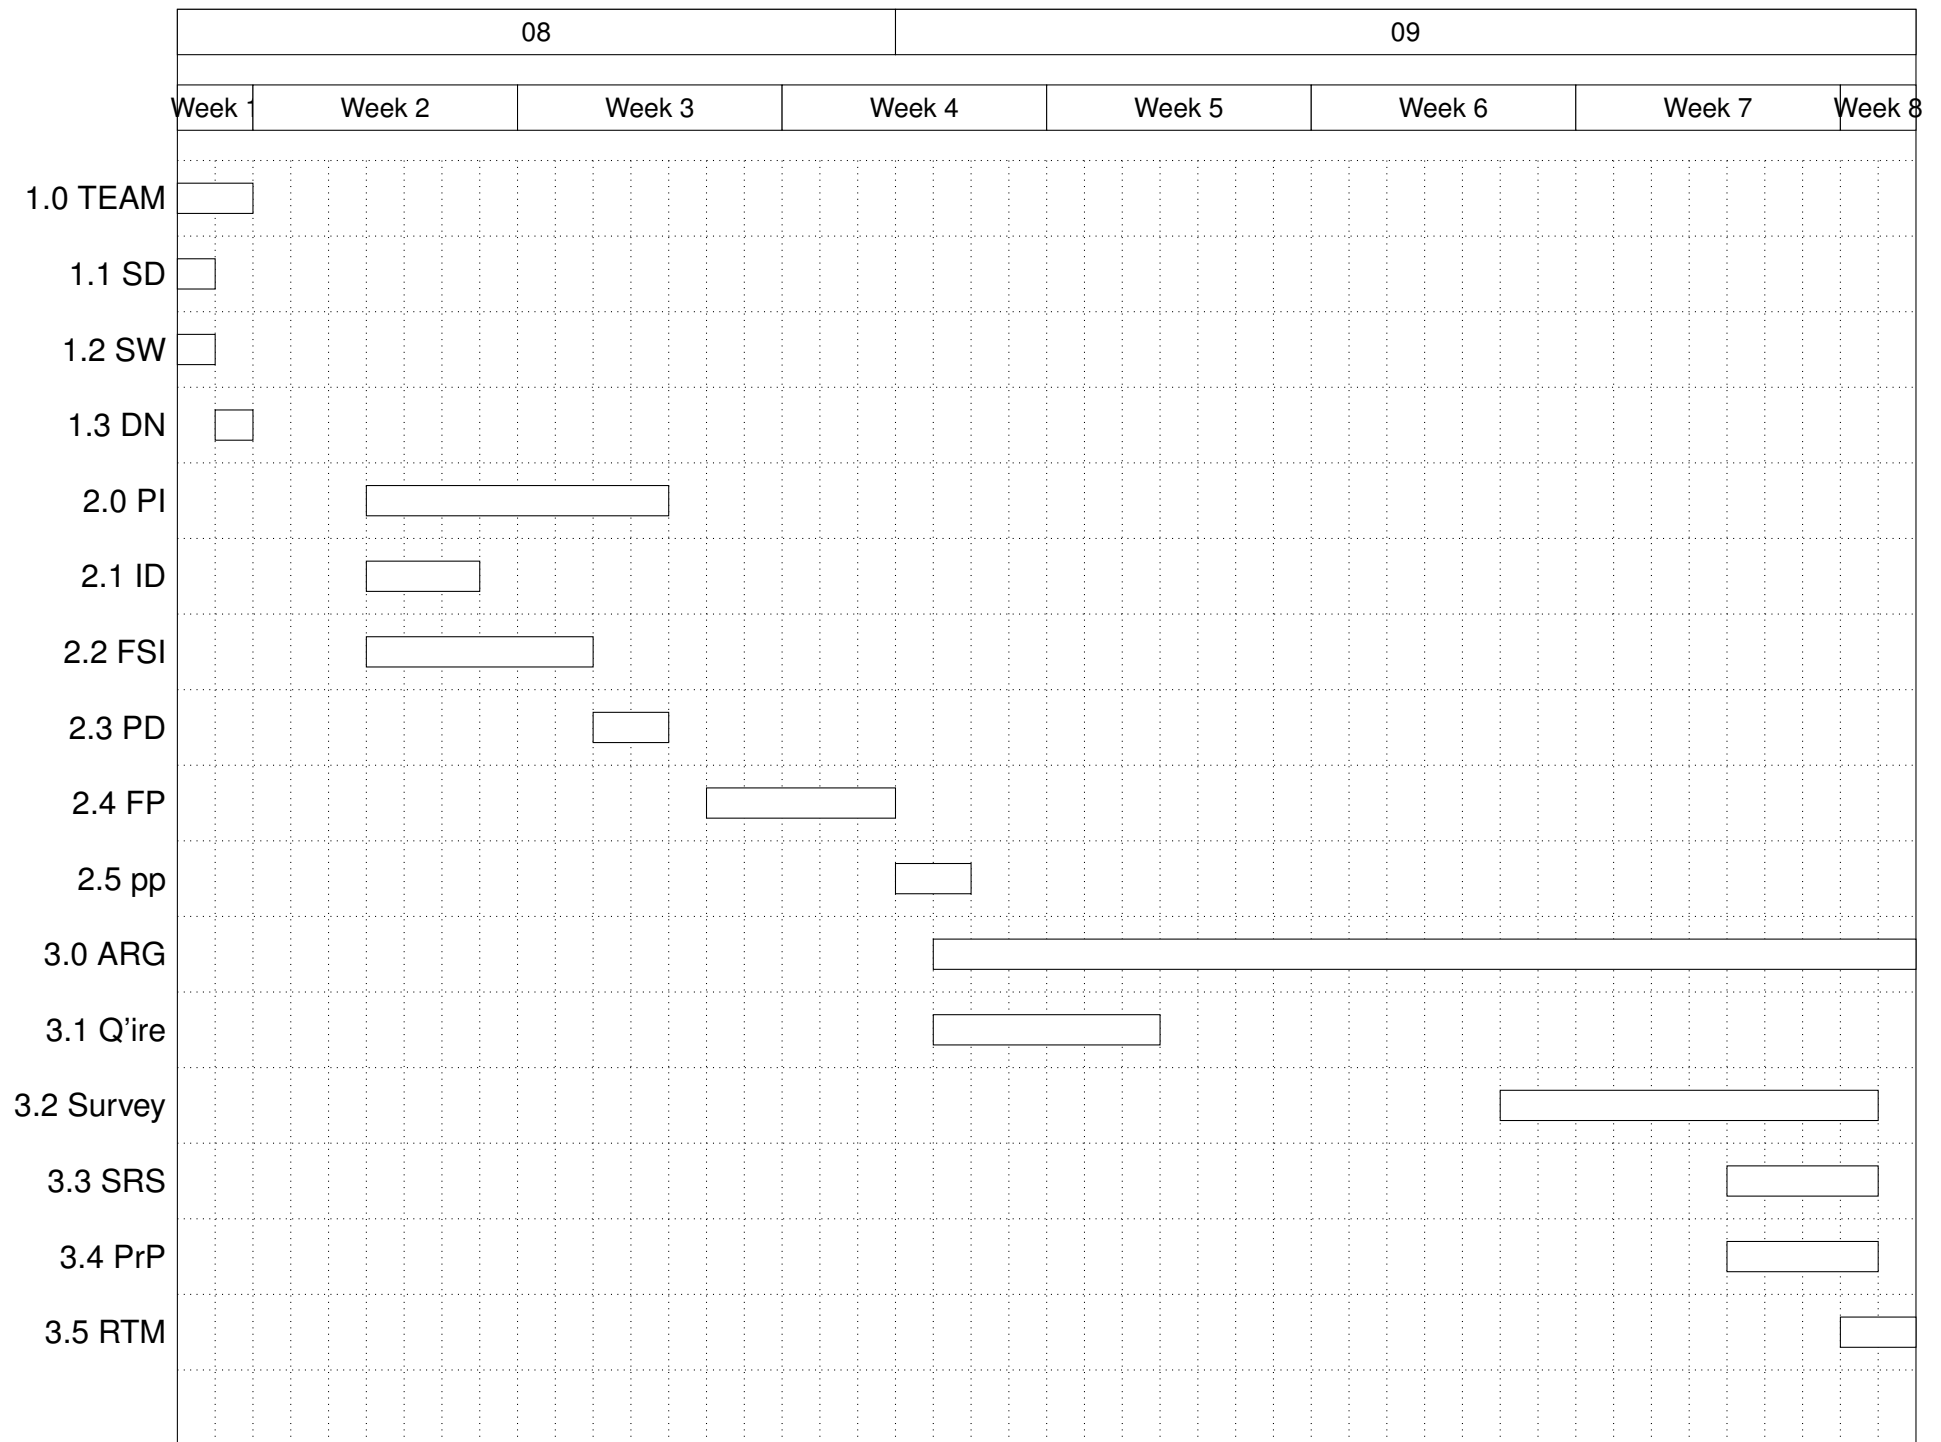 08 09
Week 1 Week 2 Week 3 Week 4 Week 5 Week 6 Week 7 Week 8
1.0 TEAM
1.1 SD
1.2 SW
1.3 DN
2.0 PI
2.1 ID
2.2 FSI
2.3 PD
2.4 FP
2.5 pp
3.0 ARG
3.1 Q’ire
3.2 Survey
3.3 SRS
3.4 PrP
3.5 RTM